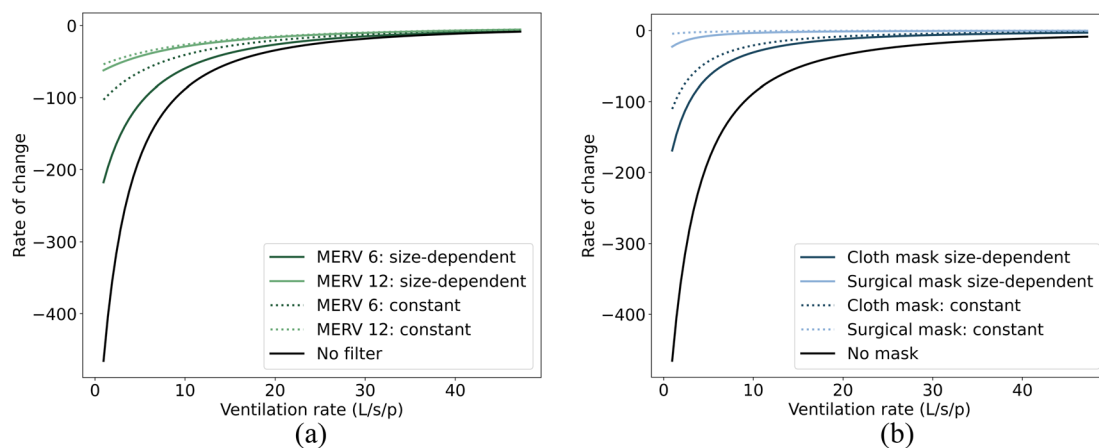 0
−100
−200
−300
−400
Rate of change
MERV 6: size-dependent
MERV 12: size-dependent
MERV 6: constant
MERV 12: constant
No filter
0 10 20 30 40
Ventilation rate (L/s/p)
(a)
0
−100
−200
−300
−400
Rate of change
Cloth mask size-dependent
Surgical mask size-dependent
Cloth mask: constant
Surgical mask: constant
No mask
0 10 20 30 40
Ventilation rate (L/s/p)
(b)